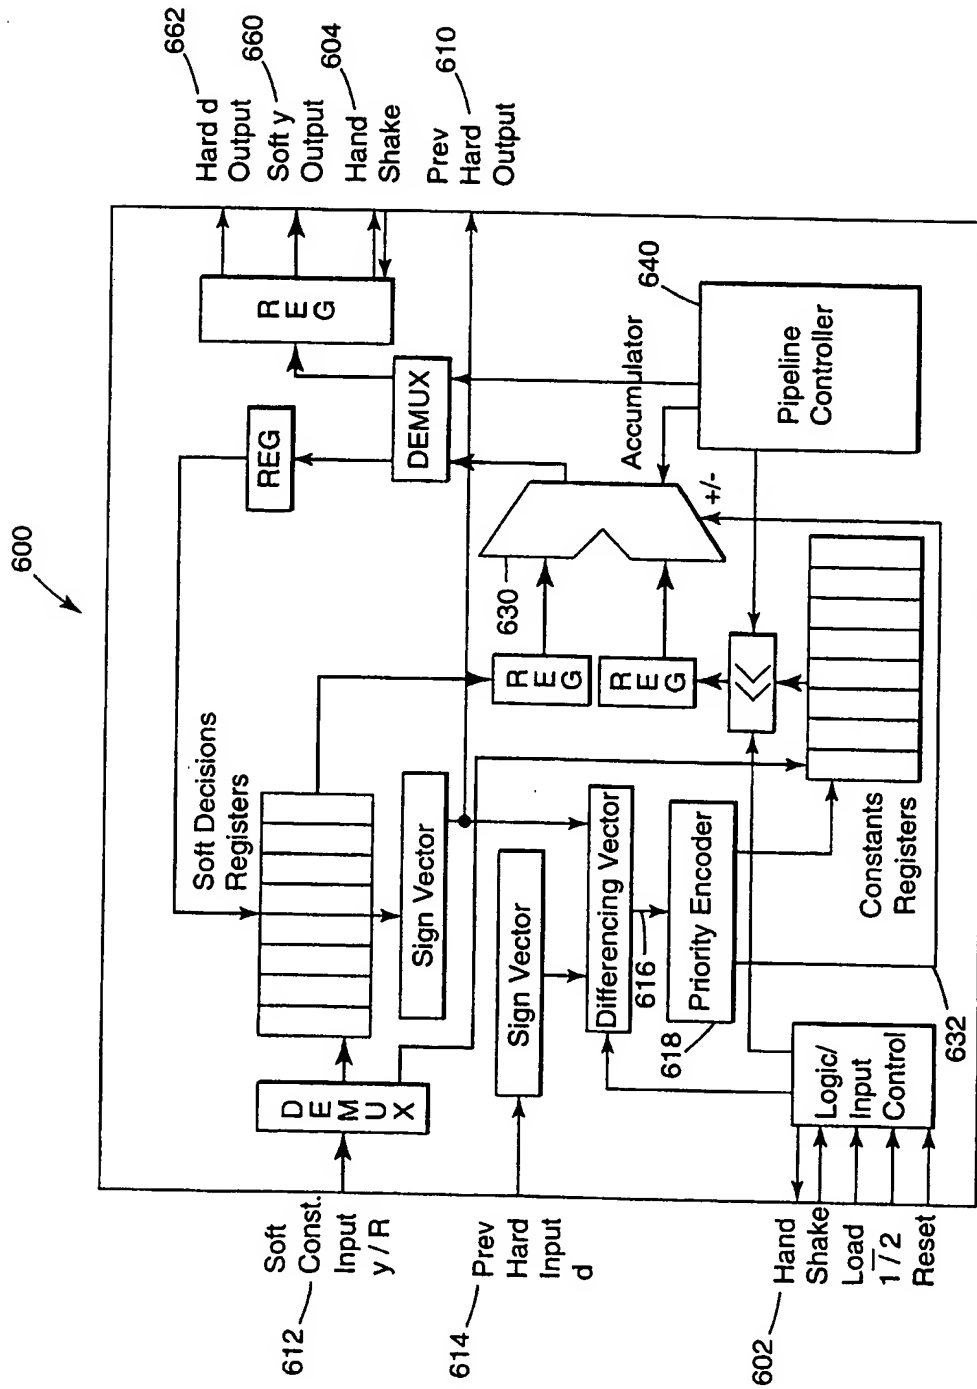 600
662
Hard d
Output
660
Soft y
Output
604
Hand
Shake
610
Prev
Hard
Output
REG
REG
DEMUX
Accumulator
640
Pipeline
Controller
+/-
630
REG
REG
Soft Decisions
Registers
Sign Vector
Sign Vector
Differencing Vector
616
Priority Encoder
618
Constants
Registers
632
DEMUX
Logic/
Input
Control
612
Soft
Const.
Input
y / R
614
Prev
Hard
Input
d
602
Hand
Shake
Load
1̅ / 2
Reset